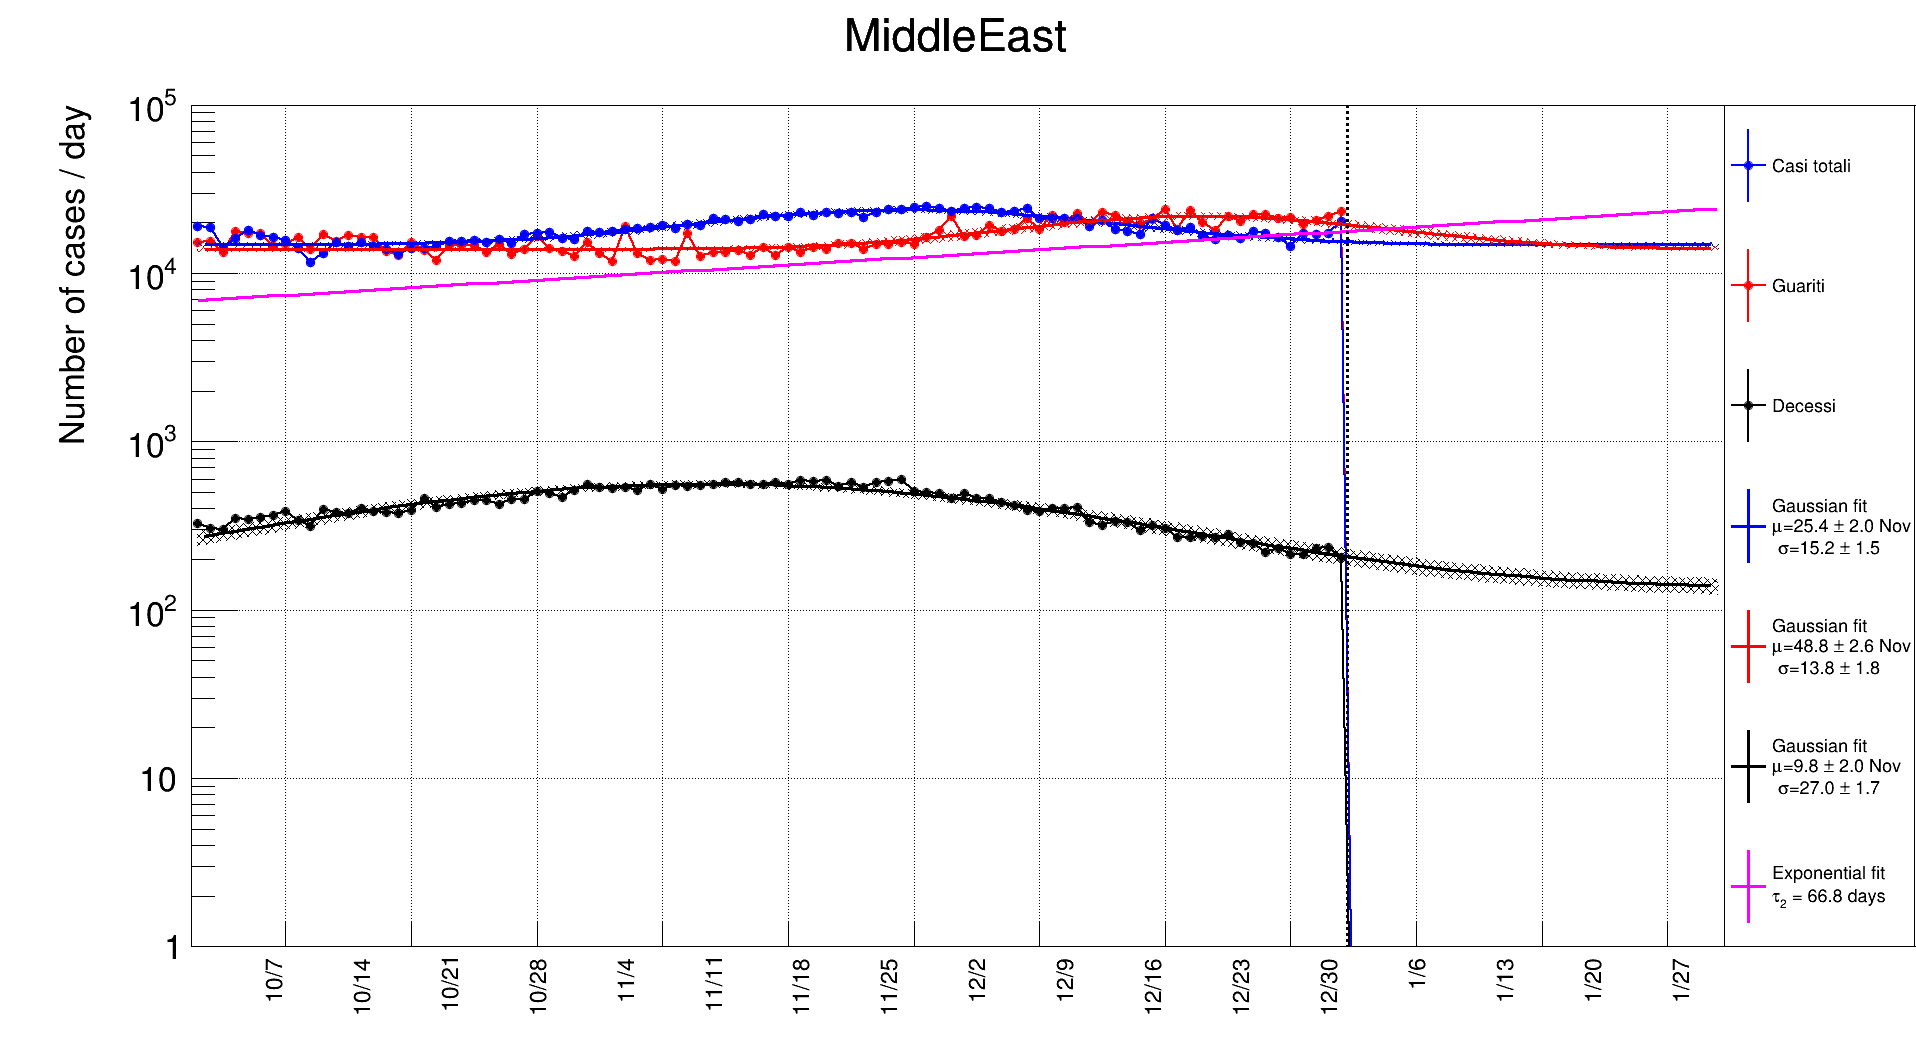 MiddleEast
Number of cases / day
10^5
10^4
10^3
10^2
10
1
10/7
10/14
10/21
10/28
11/4
11/11
11/18
11/25
12/2
12/9
12/16
12/23
12/30
1/6
1/13
1/20
1/27
Casi totali
Guariti
Decessi
Gaussian fit
μ=25.4 ± 2.0 Nov
σ=15.2 ± 1.5
Gaussian fit
μ=48.8 ± 2.6 Nov
σ=13.8 ± 1.8
Gaussian fit
μ=9.8 ± 2.0 Nov
σ=27.0 ± 1.7
Exponential fit
τ₂ = 66.8 days